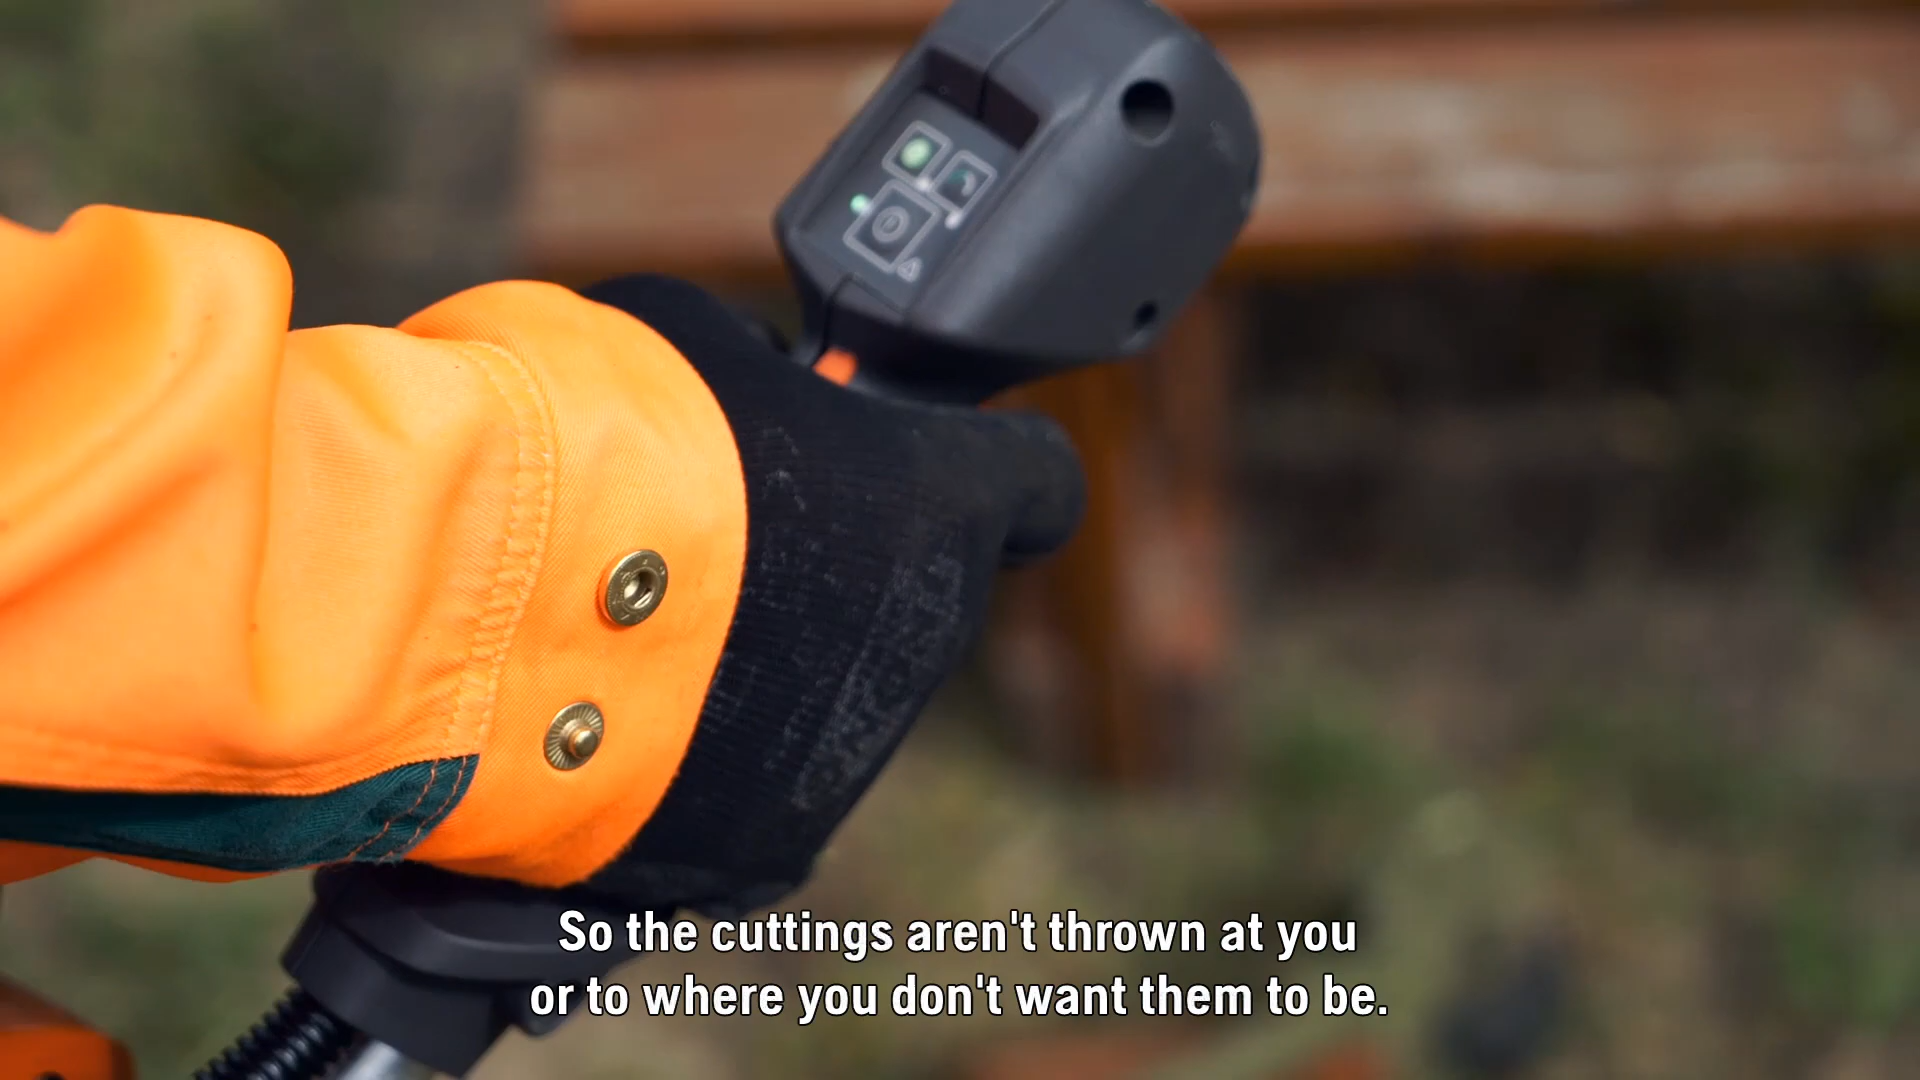 So the cuttings aren't thrown at you
or to where you don't want them to be.